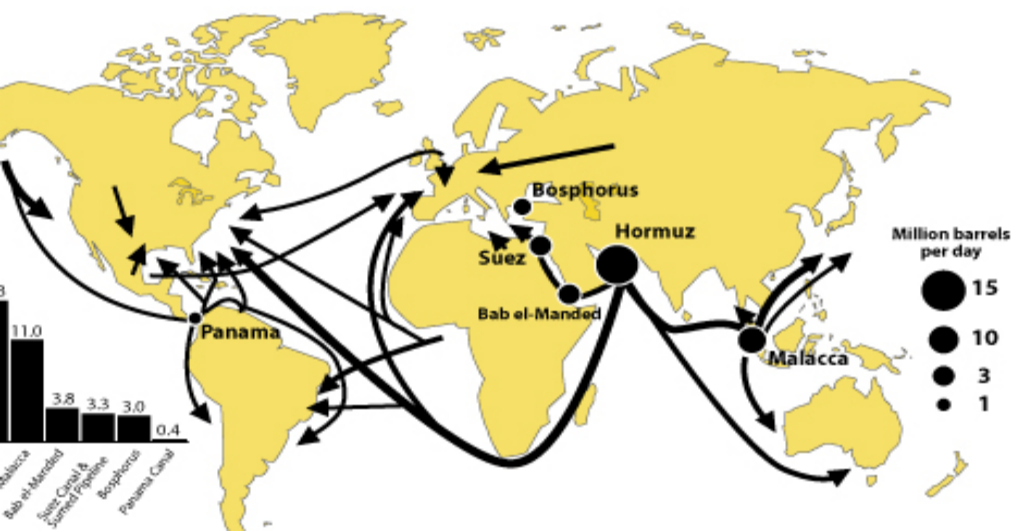 Bosphorus
Hormuz
Suez
Bab el-Manded
Panama
Malacca
Million barrels
per day
15
10
3
1
11.0
3.8
3.3
3.0
0.4
Malacca
Bab el-Manded
Suez Canal &
Sumed Pipeline
Bosphorus
Panama Canal